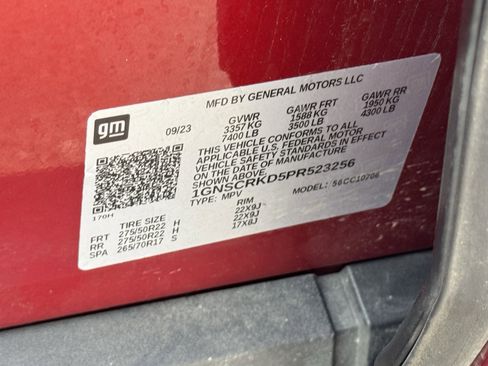 MFD BY GENERAL MOTORS LLC
gm
09/23
GVWR GAWR FRT GAWR RR
3357 KG 1588 KG 1950 KG
7400 LB 3500 LB 4300 LB
THIS VEHICLE CONFORMS TO ALL
APPLICABLE U.S. FEDERAL MOTOR
VEHICLE SAFETY STANDARDS IN EFFECT
ON THE DATE OF MANUFACTURE SHOWN ABOVE.
1GNSCRKD5PR523256
TYPE: MPV MODEL: 56CC10706
170H
TIRE SIZE RIM
FRT 275/50R22 H 22X9J
RR 275/50R22 H 22X9J
SPA 265/70R17 S 17X8J